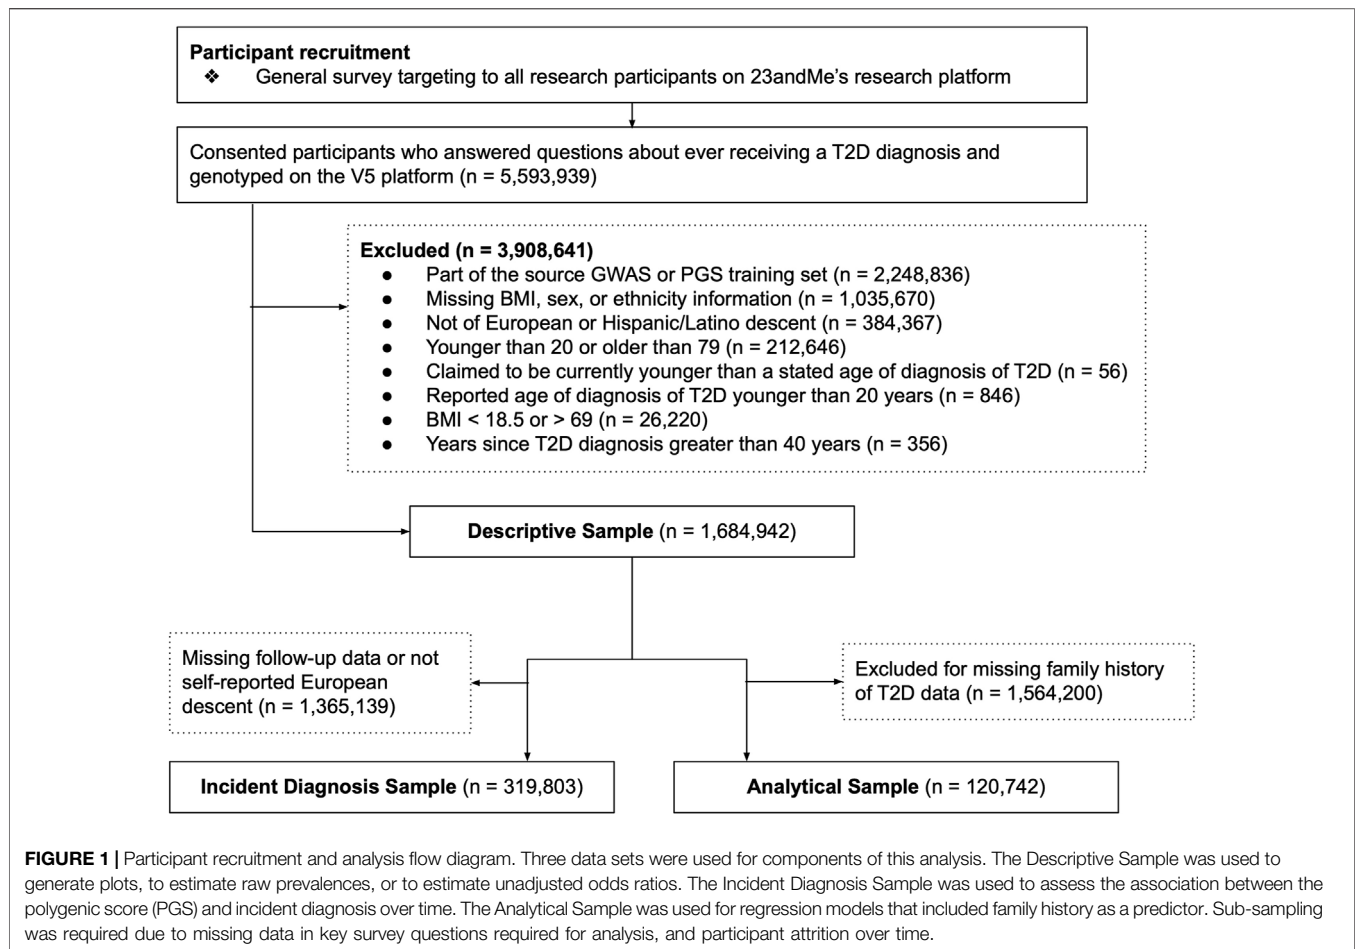 Participant recruitment
❖ General survey targeting to all research participants on 23andMe's research platform
Consented participants who answered questions about ever receiving a T2D diagnosis and
genotyped on the V5 platform (n = 5,593,939)
Excluded (n = 3,908,641)
● Part of the source GWAS or PGS training set (n = 2,248,836)
● Missing BMI, sex, or ethnicity information (n = 1,035,670)
● Not of European or Hispanic/Latino descent (n = 384,367)
● Younger than 20 or older than 79 (n = 212,646)
● Claimed to be currently younger than a stated age of diagnosis of T2D (n = 56)
● Reported age of diagnosis of T2D younger than 20 years (n = 846)
● BMI < 18.5 or > 69 (n = 26,220)
● Years since T2D diagnosis greater than 40 years (n = 356)
Descriptive Sample (n = 1,684,942)
Missing follow-up data or not
self-reported European
descent (n = 1,365,139)
Excluded for missing family history
of T2D data (n = 1,564,200)
Incident Diagnosis Sample (n = 319,803)
Analytical Sample (n = 120,742)
FIGURE 1 | Participant recruitment and analysis flow diagram. Three data sets were used for components of this analysis. The Descriptive Sample was used to
generate plots, to estimate raw prevalences, or to estimate unadjusted odds ratios. The Incident Diagnosis Sample was used to assess the association between the
polygenic score (PGS) and incident diagnosis over time. The Analytical Sample was used for regression models that included family history as a predictor. Sub-sampling
was required due to missing data in key survey questions required for analysis, and participant attrition over time.